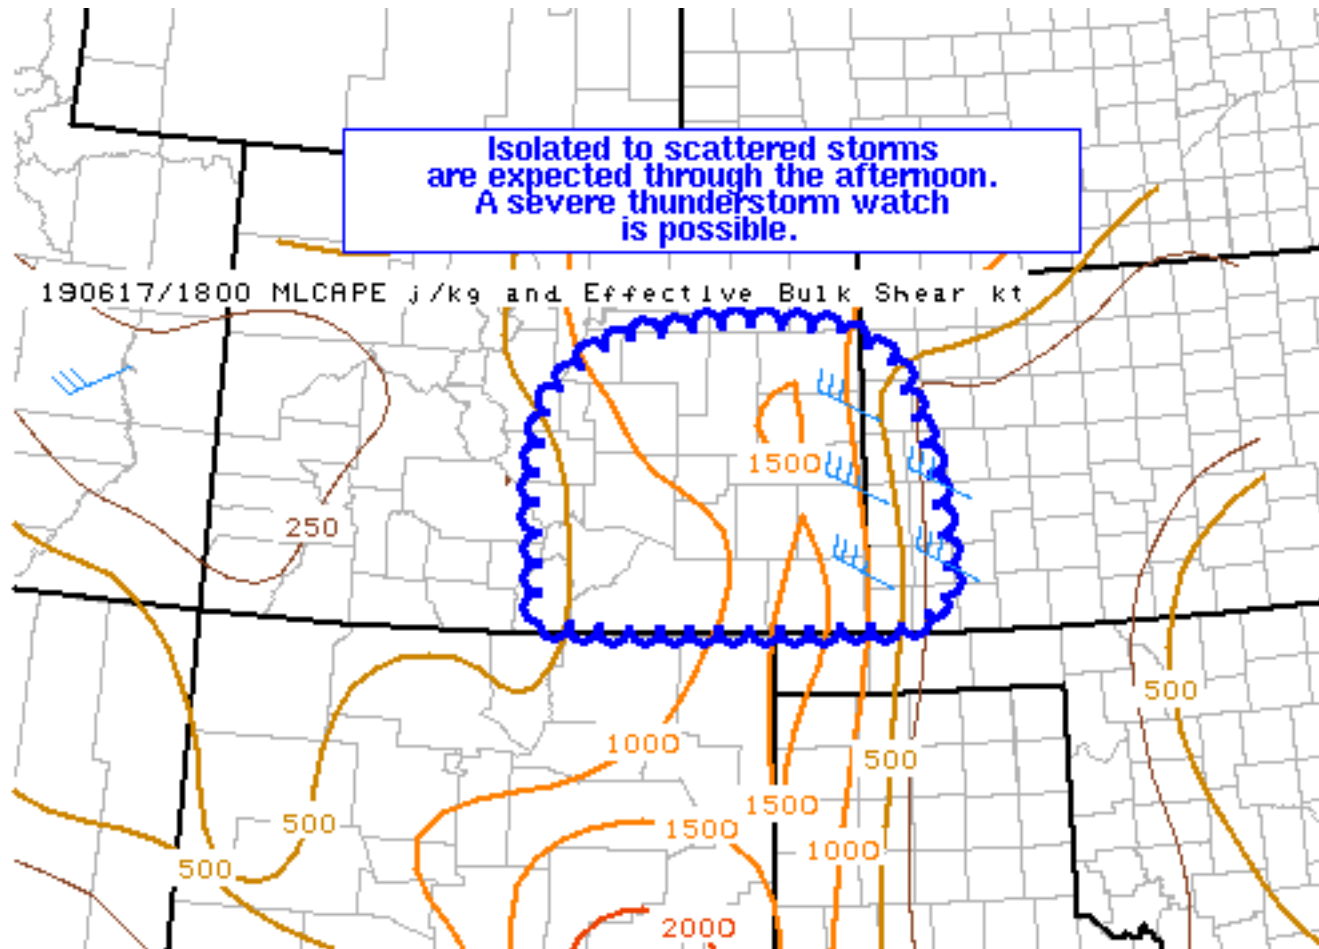 Isolated to scattered storms
are expected through the afternoon.
A severe thunderstorm watch
is possible.
190617/1800 MLCAPE j/kg and Effective Bulk Shear kt
1500
250
500
1000
500
1500
500
1500
1000
500
2000